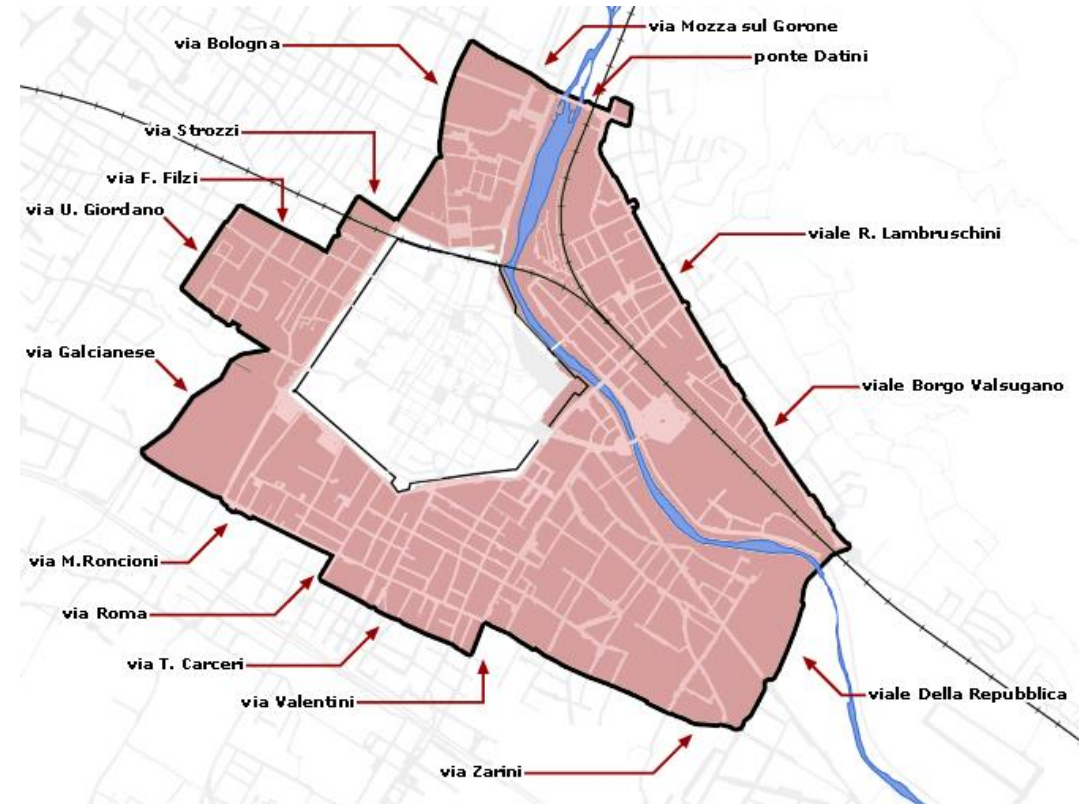 via Mozza sul Gorone
via Bologna
ponte Datini
via Strozzi
via F. Filzi
via U. Giordano
viale R. Lambruschini
via Galcianese
viale Borgo Valsugano
via M.Roncioni
via Roma
via T. Carceri
viale Della Repubblica
via Valentini
via Zarini